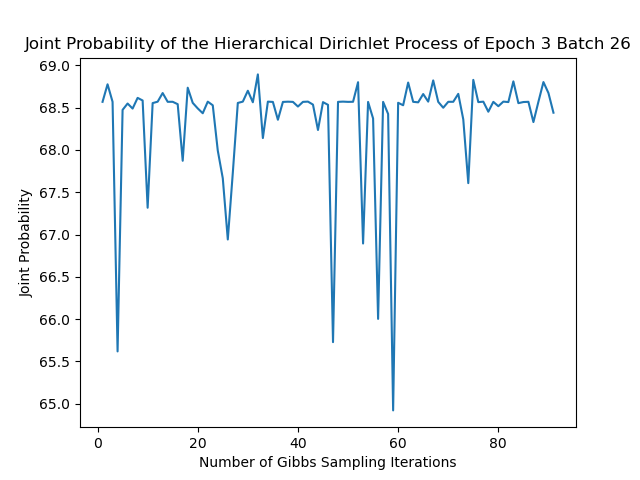 Joint Probability of the Hierarchical Dirichlet Process of Epoch 3 Batch 26
69.0
68.5
68.0
67.5
67.0
66.5
66.0
65.5
65.0
Joint Probability
0 20 40 60 80
Number of Gibbs Sampling Iterations